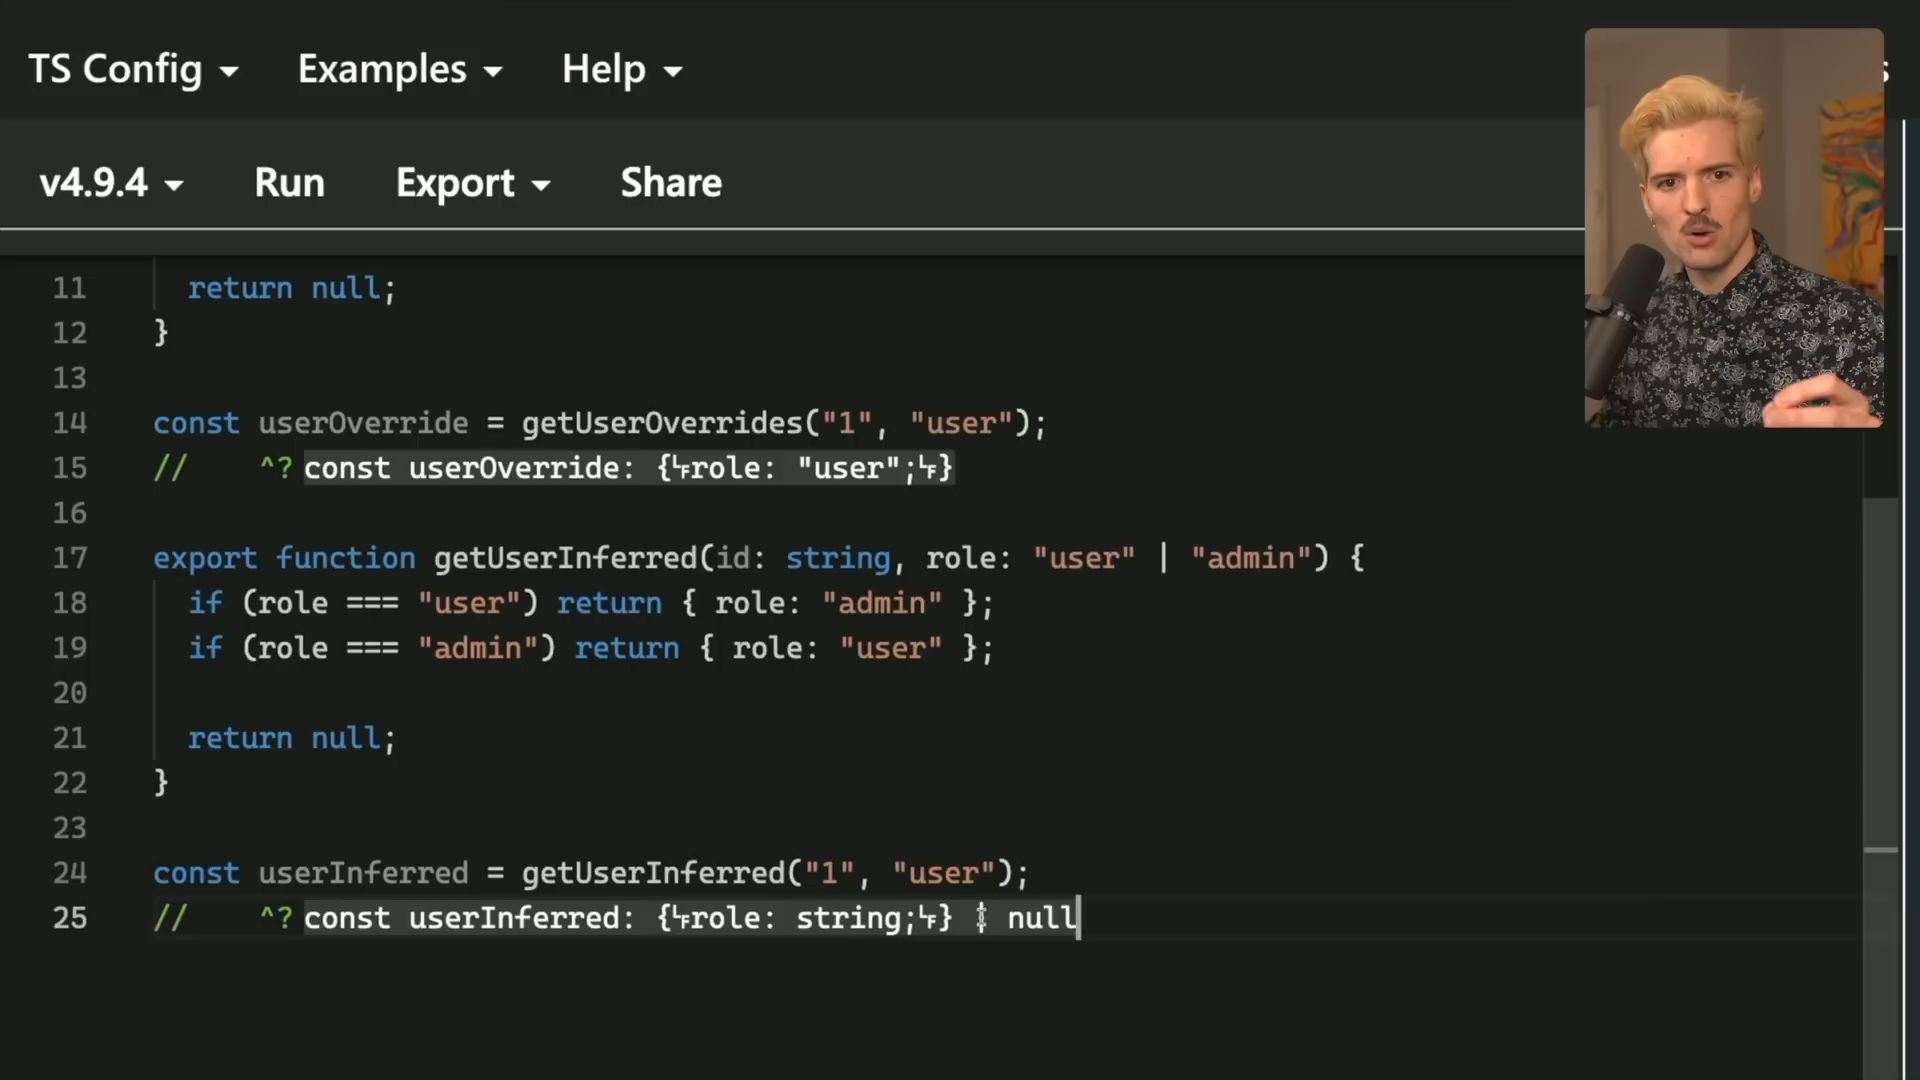 TS Config Examples Help s
v4.9.4 Run Export Share
11 return null;
12 }
13
14 const userOverride = getUserOverrides("1", "user");
15 // ^? const userOverride: {␤role: "user";␤}
16
17 export function getUserInferred(id: string, role: "user" | "admin") {
18 if (role === "user") return { role: "admin" };
19 if (role === "admin") return { role: "user" };
20
21 return null;
22 }
23
24 const userInferred = getUserInferred("1", "user");
25 // ^? const userInferred: {␤role: string;␤} | null